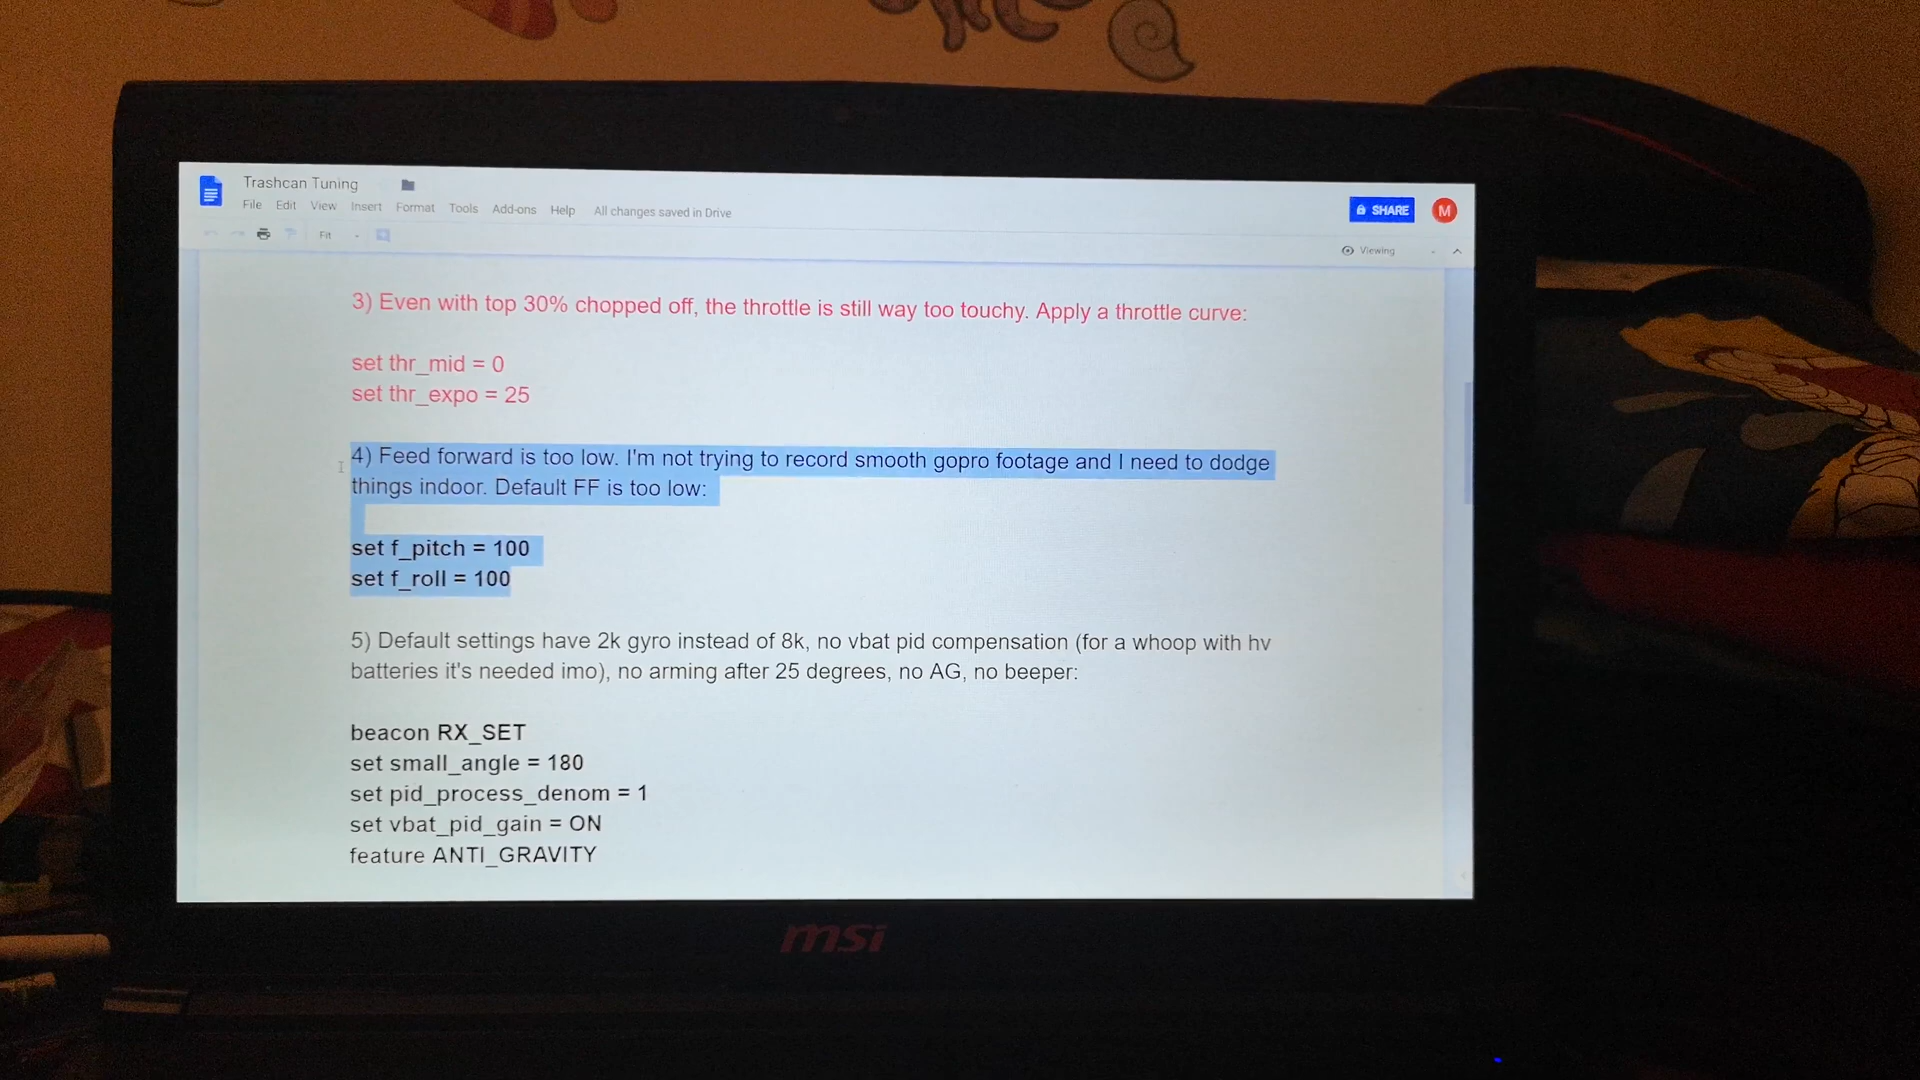 Trashcan Tuning
File Edit View Insert Format Tools Add-ons Help All changes saved in Drive
SHARE
M
Fit
Viewing
3) Even with top 30% chopped off, the throttle is still way too touchy. Apply a throttle curve:
set thr_mid = 0
set thr_expo = 25
4) Feed forward is too low. I'm not trying to record smooth gopro footage and I need to dodge
things indoor. Default FF is too low:
set f_pitch = 100
set f_roll = 100
5) Default settings have 2k gyro instead of 8k, no vbat pid compensation (for a whoop with hv
batteries it's needed imo), no arming after 25 degrees, no AG, no beeper:
beacon RX_SET
set small_angle = 180
set pid_process_denom = 1
set vbat_pid_gain = ON
feature ANTI_GRAVITY
msi